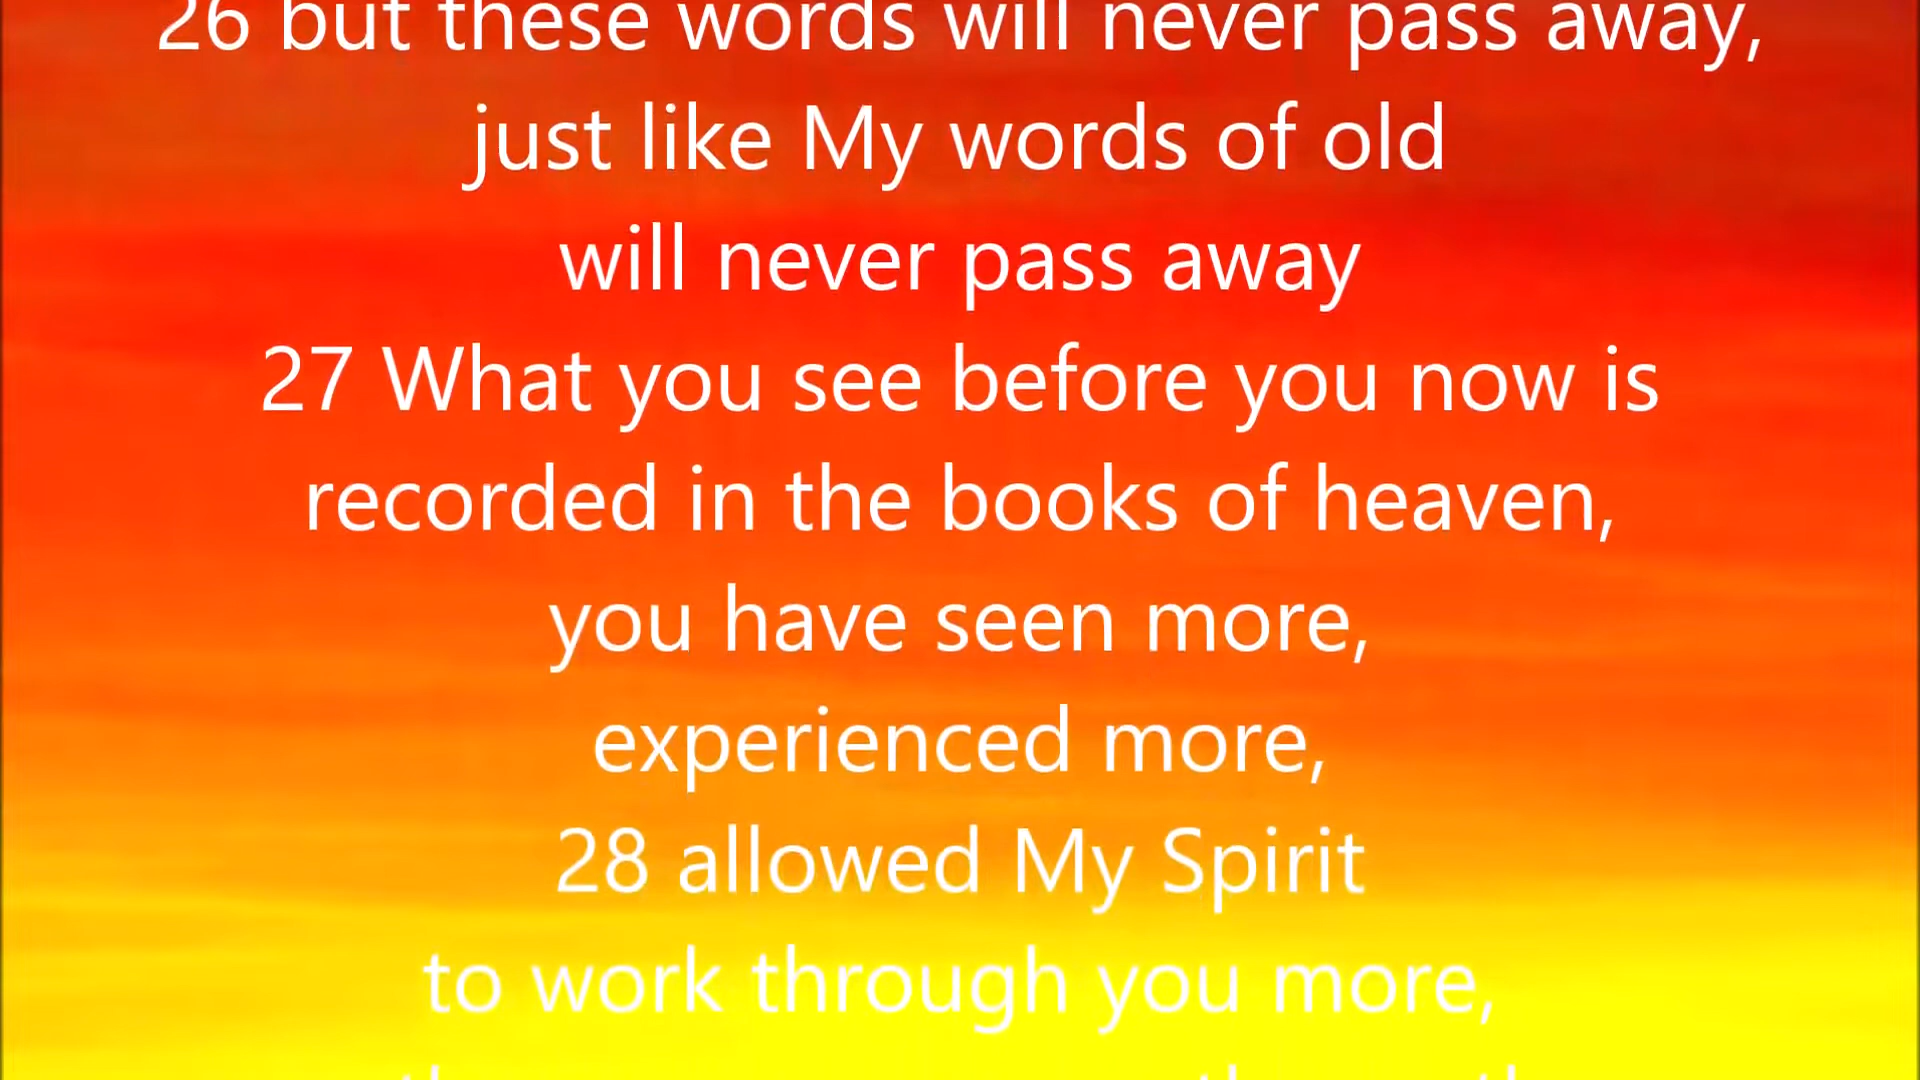 26 but these words will never pass away,
just like My words of old
will never pass away
27 What you see before you now is
recorded in the books of heaven,
you have seen more,
experienced more,
28 allowed My Spirit
to work through you more,